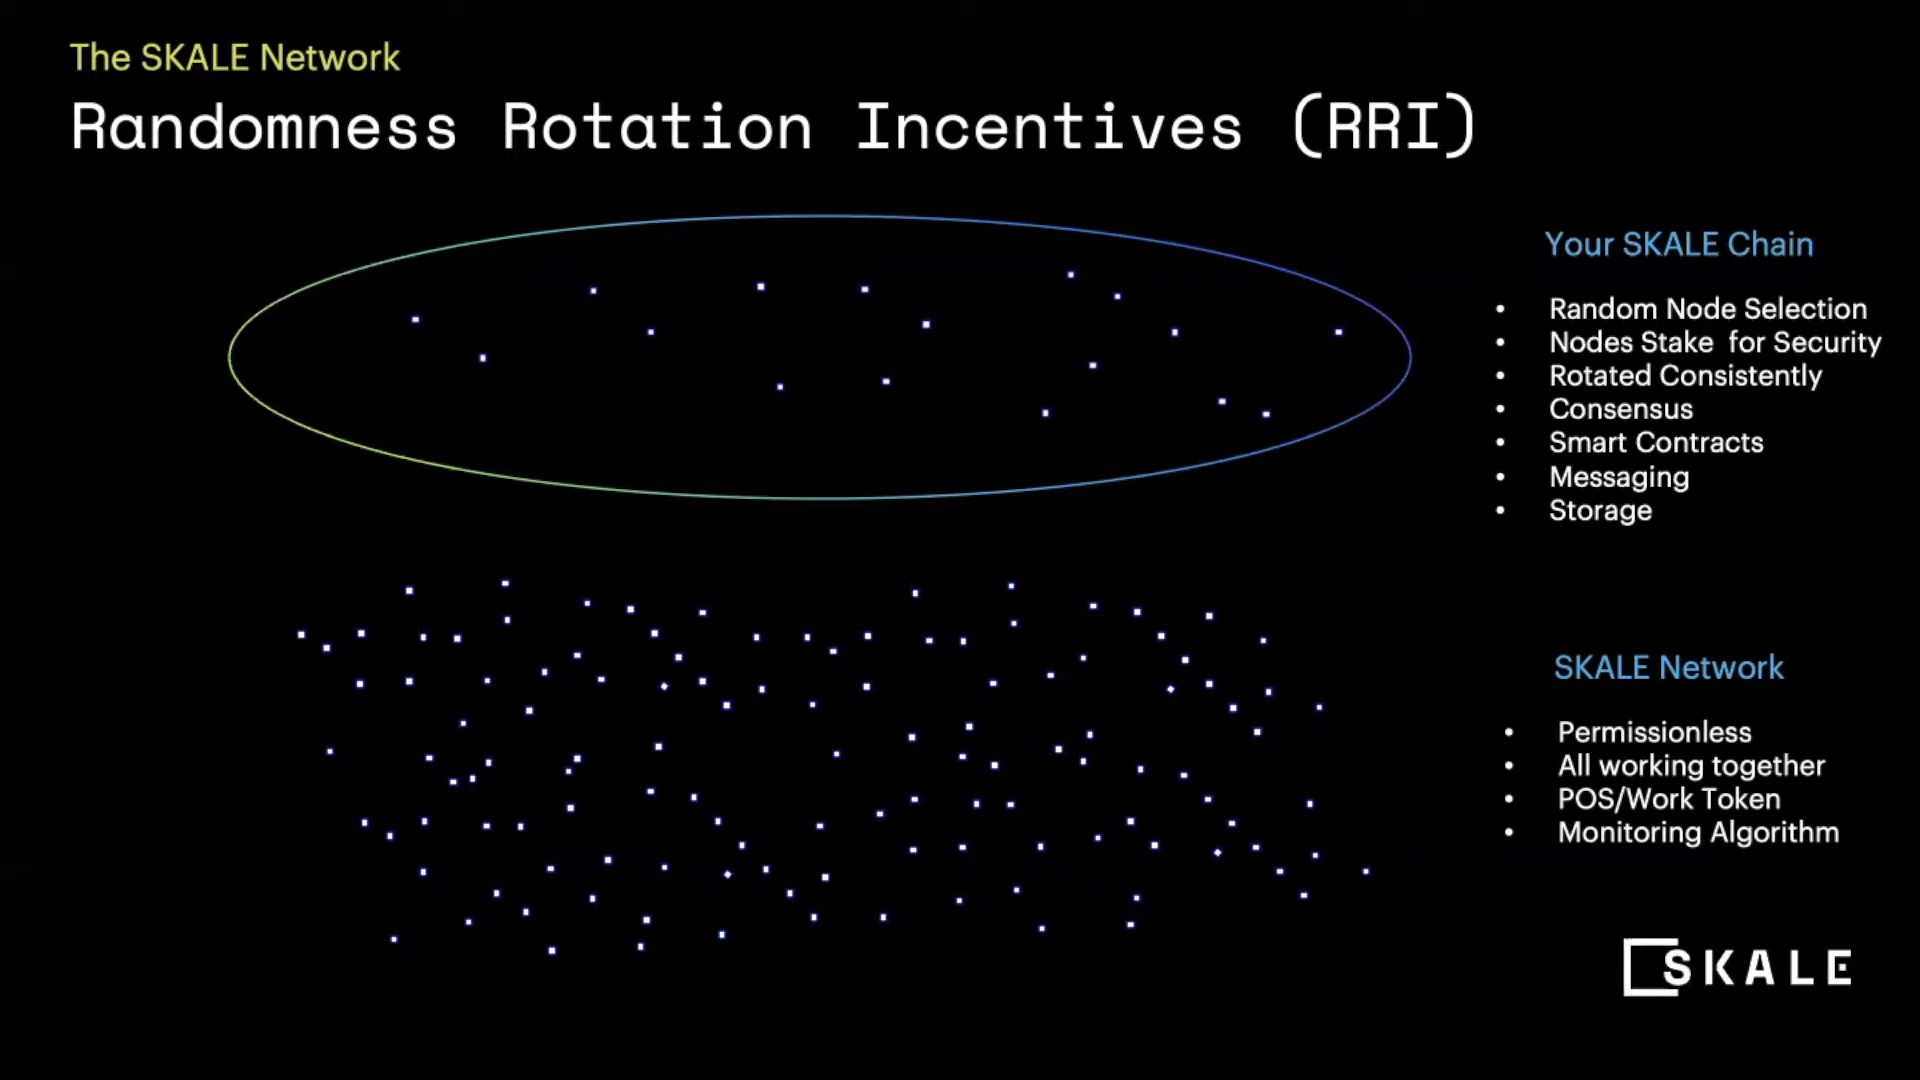 The SKALE Network
Randomness Rotation Incentives (RRI)
Your SKALE Chain
• Random Node Selection
• Nodes Stake  for Security
• Rotated Consistently
• Consensus
• Smart Contracts
• Messaging
• Storage
SKALE Network
• Permissionless
• All working together
• POS/Work Token
• Monitoring Algorithm
SKALE